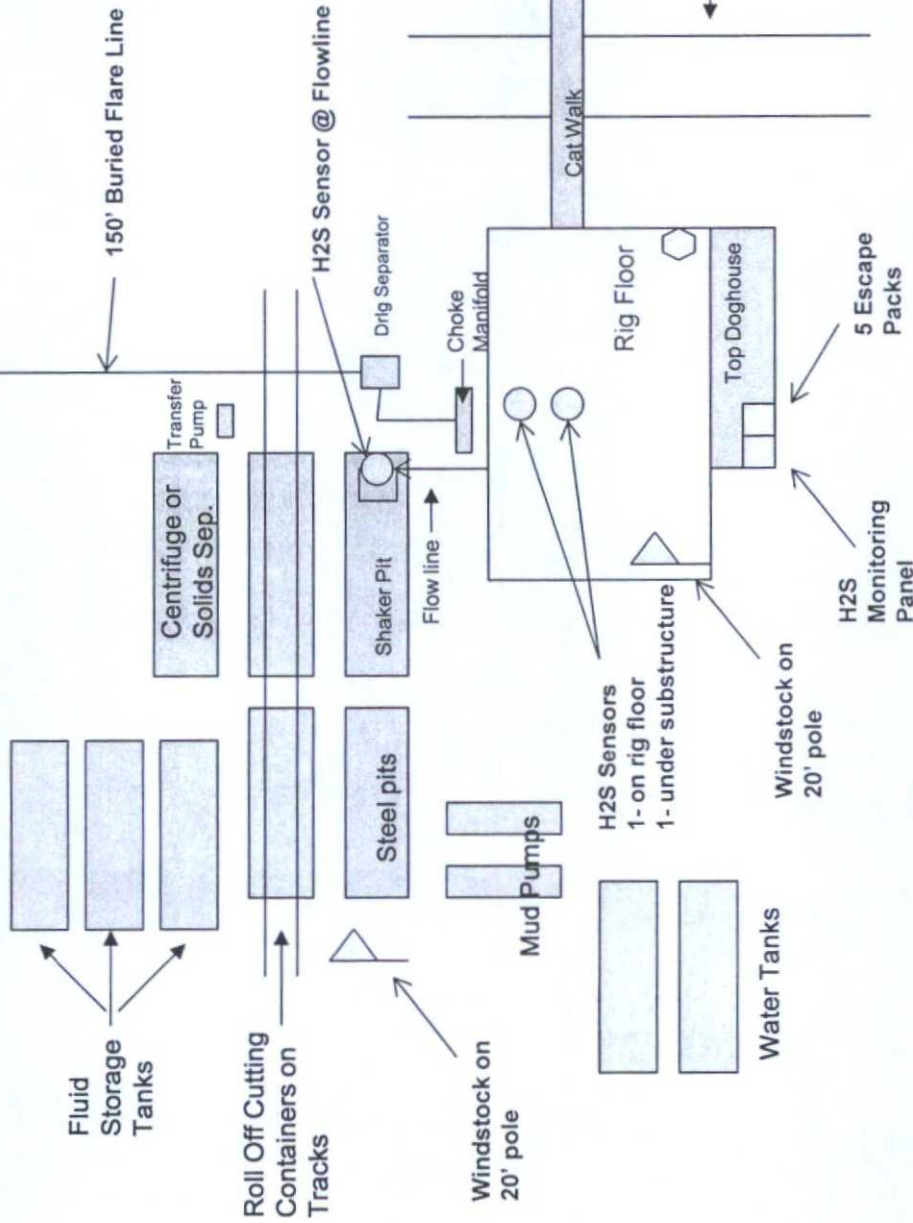 150' Buried Flare Line
H2S Sensor @ Flowline
Transfer
Pump
Drlg Separator
Centrifuge or
Solids Sep.
Choke
Manifold
Cat Walk
Shaker Pit
Flow line
Rig Floor
Top Doghouse
5 Escape
Packs
H2S
Monitoring
Panel
H2S Sensors
1- on rig floor
1- under substructure
Windstock on
20' pole
Fluid
Storage
Tanks
Roll Off Cutting
Containers on
Tracks
Steel pits
Mud Pumps
Windstock on
20' pole
Water Tanks